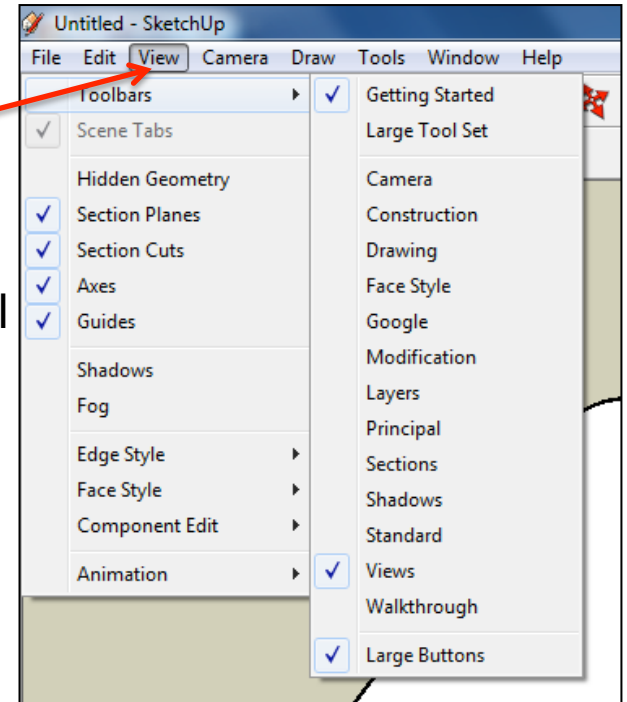 Untitled - SketchUp
File Edit View Camera Draw Tools Window Help
Toolbars
Scene Tabs
Hidden Geometry
Section Planes
Section Cuts
Axes
Guides
Shadows
Fog
Edge Style
Face Style
Component Edit
Animation
Getting Started
Large Tool Set
Camera
Construction
Drawing
Face Style
Google
Modification
Layers
Principal
Sections
Shadows
Standard
Views
Walkthrough
Large Buttons